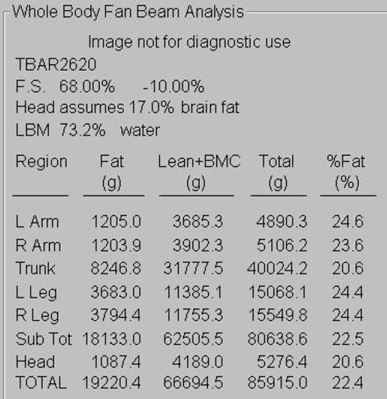 Whole Body Fan Beam Analysis
Image not for diagnostic use
TBAR2620
F.S. 68.00% -10.00%
Head assumes 17.0% brain fat
LBM 73.2% water
Region Fat Lean+BMC Total %Fat
(g) (g) (g) (%)
L Arm 1205.0 3685.3 4890.3 24.6
R Arm 1203.9 3902.3 5106.2 23.6
Trunk 8246.8 31777.5 40024.2 20.6
L Leg 3683.0 11385.1 15068.1 24.4
R Leg 3794.4 11755.3 15549.8 24.4
Sub Tot 18133.0 62505.5 80638.6 22.5
Head 1087.4 4189.0 5276.4 20.6
TOTAL 19220.4 66694.5 85915.0 22.4